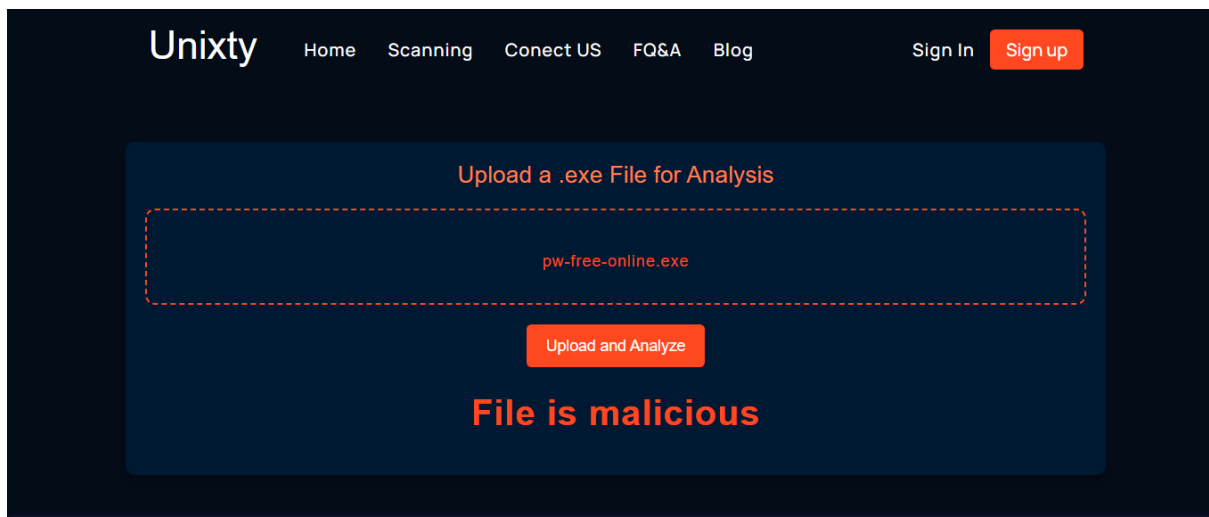 Unixty Home Scanning Conect US FQ&A Blog Sign In Sign up
Upload a .exe File for Analysis
pw-free-online.exe
Upload and Analyze
File is malicious